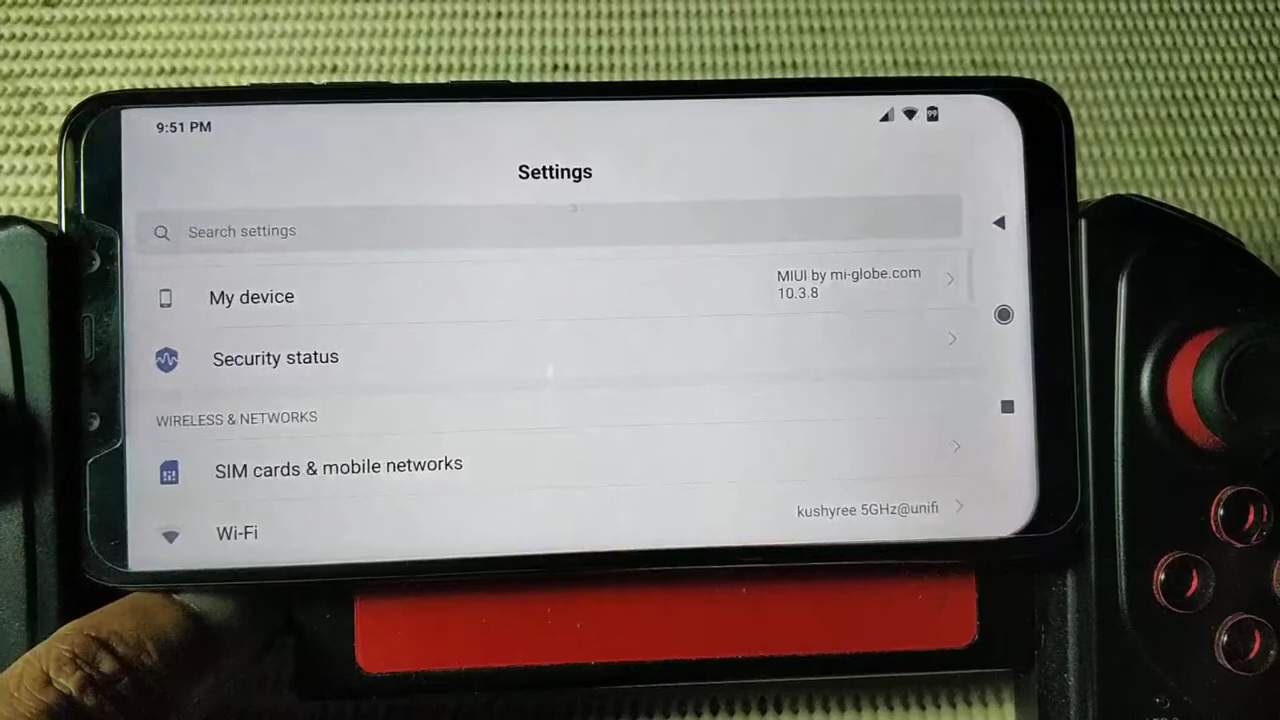 9:51 PM
99
Settings
Search settings
My device
MIUI by mi-globe.com
10.3.8
Security status
WIRELESS & NETWORKS
SIM cards & mobile networks
Wi-Fi
kushyree 5GHz@unifi